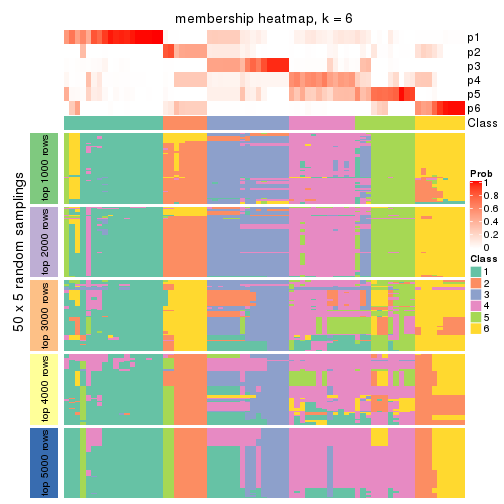 membership heatmap, k = 6
p1
p2
p3
p4
p5
p6
Class
50 x 5 random samplings
top 1000 rows
top 2000 rows
top 3000 rows
top 4000 rows
top 5000 rows
Prob
1
0.8
0.6
0.4
0.2
0
Class
1
2
3
4
5
6